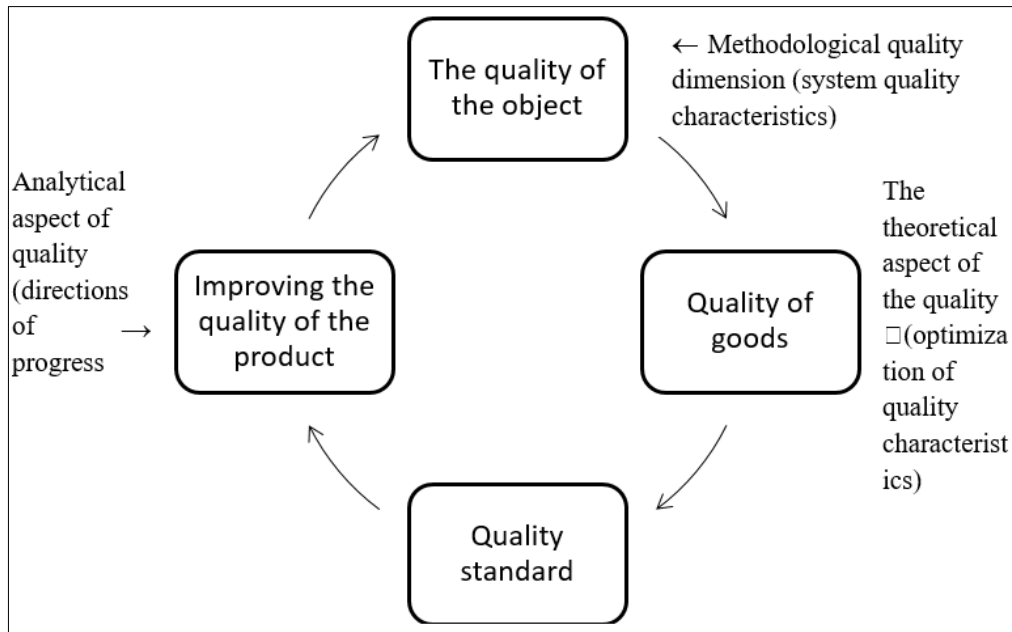 The quality of
the object
← Methodological quality
dimension (system quality
characteristics)
Analytical
aspect of
quality
(directions
of →
progress
Improving the
quality of the
product
Quality of
goods
The
theoretical
aspect of
the quality
□(optimiza
tion of
quality
characterist
ics)
Quality
standard